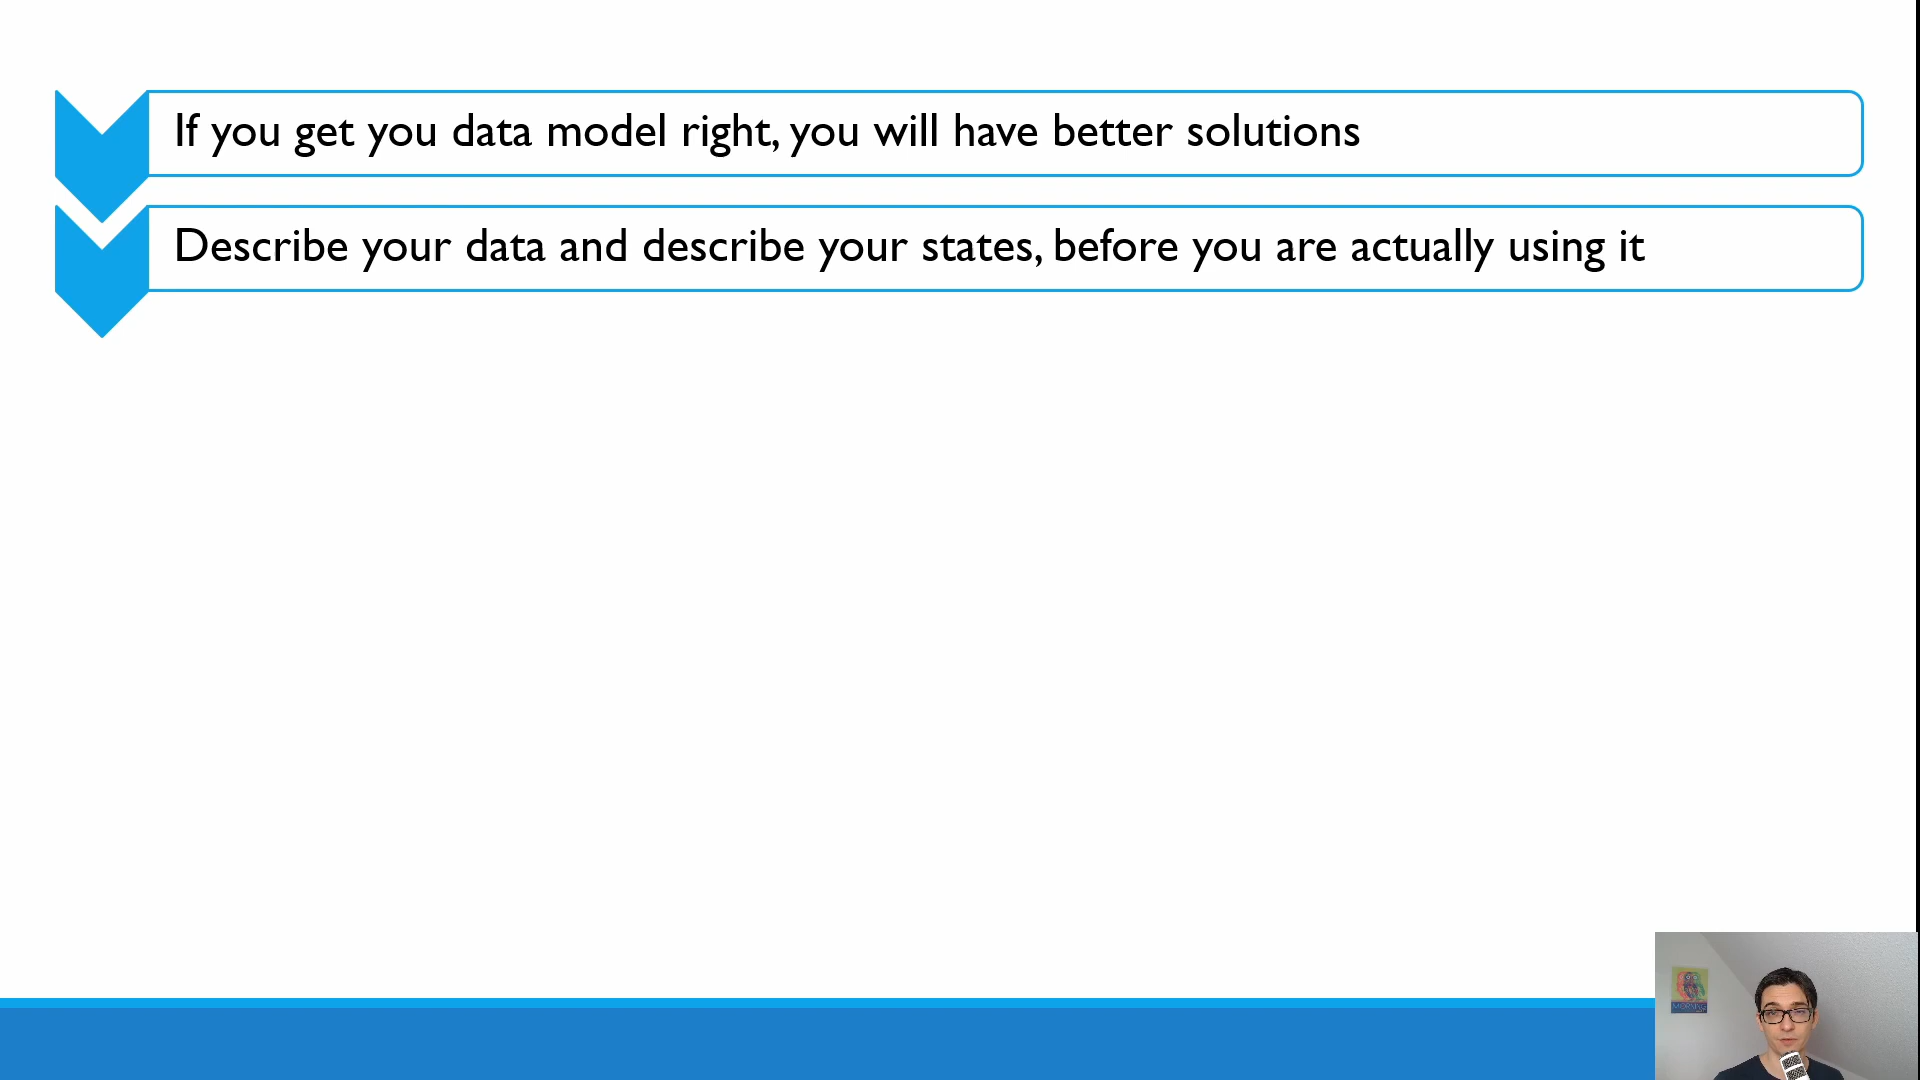 If you get you data model right, you will have better solutions
Describe your data and describe your states, before you are actually using it